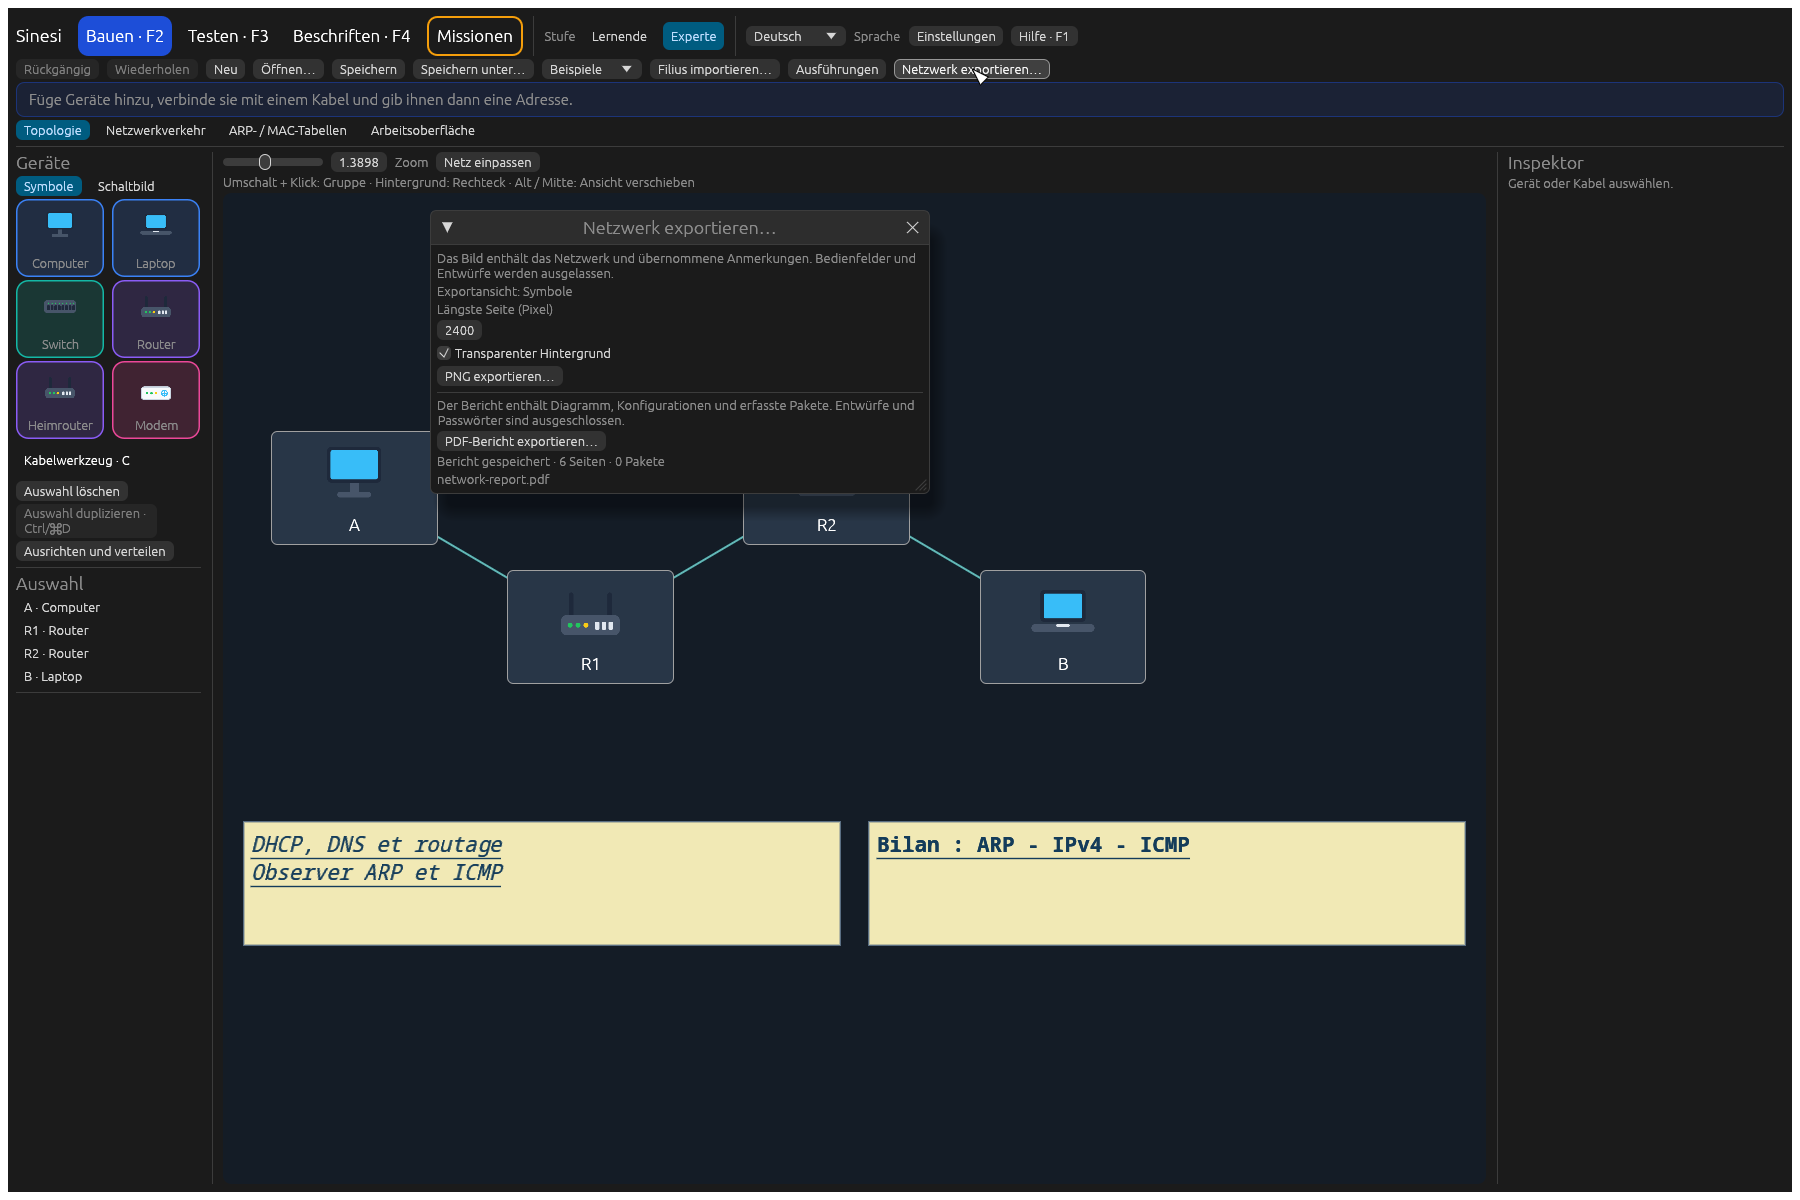 Sinesi Bauen · F2 Testen · F3 Beschriften · F4 Missionen Stufe Lernende Experte Deutsch Sprache Einstellungen Hilfe · F1
Rückgängig Wiederholen Neu Öffnen… Speichern Speichern unter… Beispiele Filius importieren… Ausführungen Netzwerk exportieren…
Füge Geräte hinzu, verbinde sie mit einem Kabel und gib ihnen dann eine Adresse.
Topologie Netzwerkverkehr ARP- / MAC-Tabellen Arbeitsoberfläche
Geräte
Symbole Schaltbild
Computer Laptop
Switch Router
Heimrouter Modem
Kabelwerkzeug · C
Auswahl löschen
Auswahl duplizieren ·
Ctrl/⌘D
Ausrichten und verteilen
Auswahl
A · Computer
R1 · Router
R2 · Router
B · Laptop
1.3898 Zoom Netz einpassen
Umschalt + Klick: Gruppe · Hintergrund: Rechteck · Alt / Mitte: Ansicht verschieben
Netzwerk exportieren…
Das Bild enthält das Netzwerk und übernommene Anmerkungen. Bedienfelder und
Entwürfe werden ausgelassen.
Exportansicht: Symbole
Längste Seite (Pixel)
2400
Transparenter Hintergrund
PNG exportieren…
Der Bericht enthält Diagramm, Konfigurationen und erfasste Pakete. Entwürfe und
Passwörter sind ausgeschlossen.
PDF-Bericht exportieren…
Bericht gespeichert · 6 Seiten · 0 Pakete
network-report.pdf
A
R2
R1
B
DHCP, DNS et routage
Observer ARP et ICMP
Bilan : ARP - IPv4 - ICMP
Inspektor
Gerät oder Kabel auswählen.